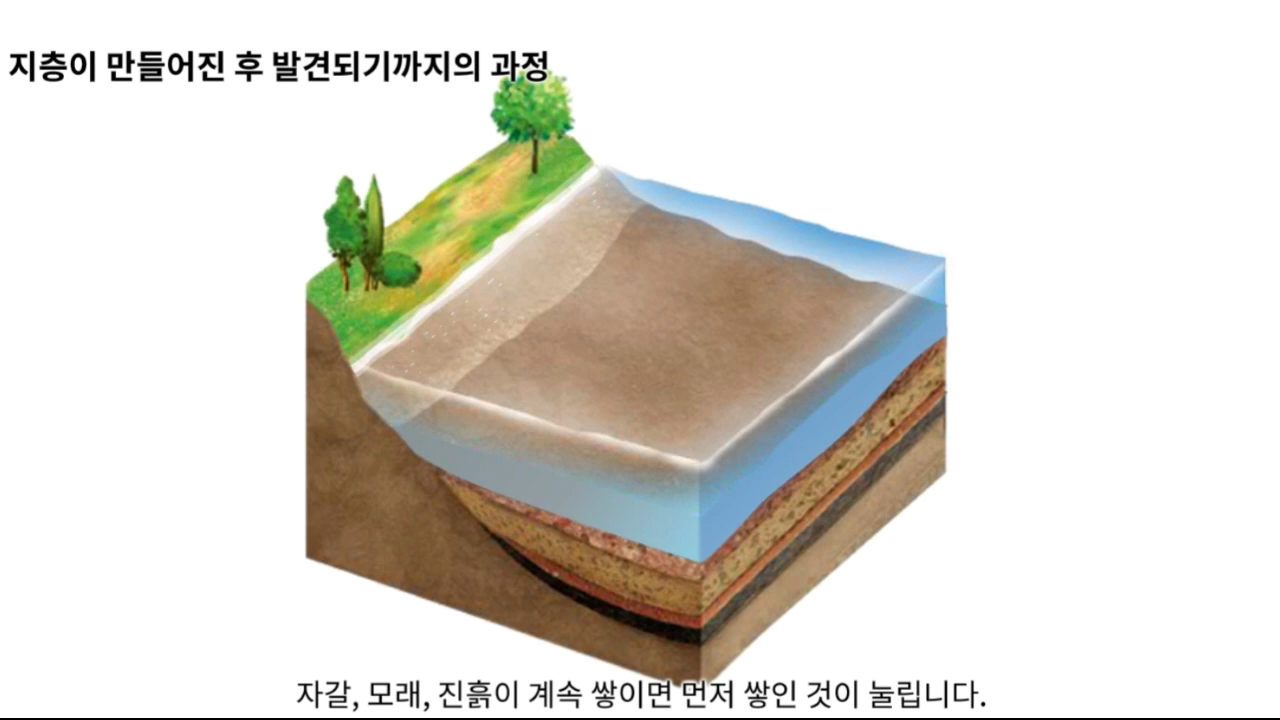 지층이 만들어진 후 발견되기까지의 과정
자갈, 모래, 진흙이 계속 쌓이면 먼저 쌓인 것이 눌립니다.